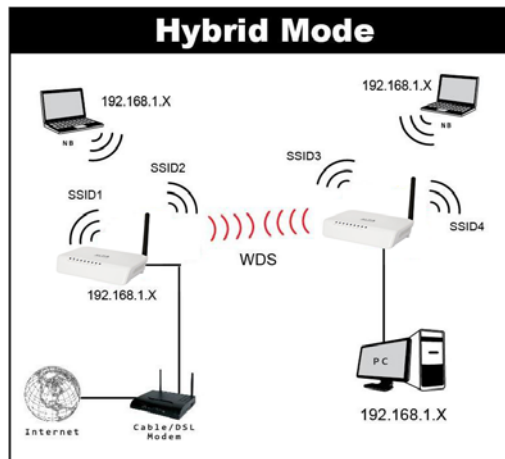 Hybrid Mode
192.168.1.X
NB
SSID1
SSID2
192.168.1.X
Internet
Cable/DSL
Modem
WDS
192.168.1.X
NB
SSID3
SSID4
PC
192.168.1.X